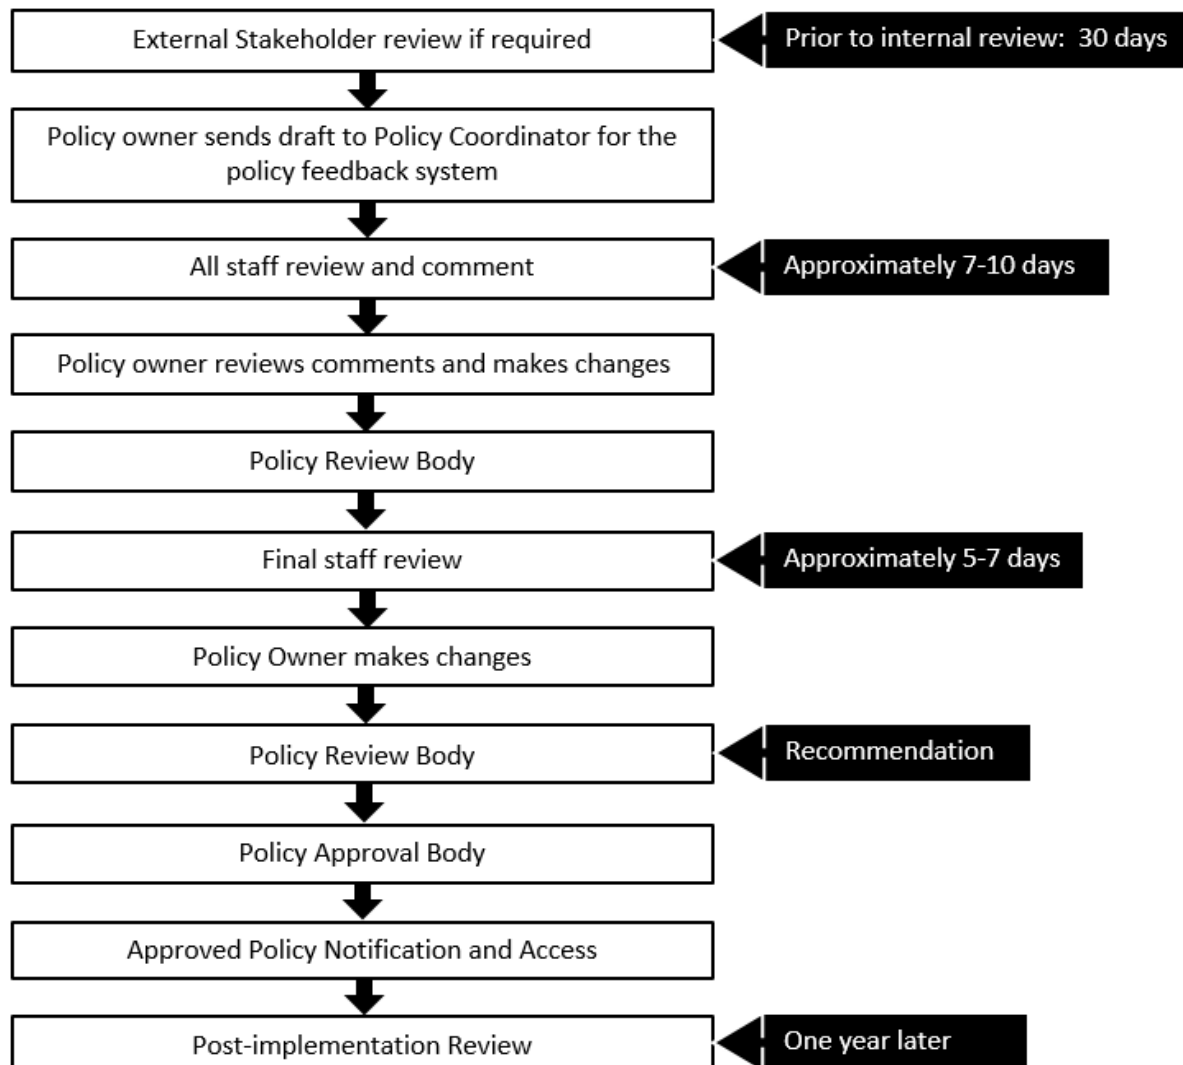 External Stakeholder review if required
Prior to internal review:  30 days
Policy owner sends draft to Policy Coordinator for the
policy feedback system
All staff review and comment
Approximately 7-10 days
Policy owner reviews comments and makes changes
Policy Review Body
Final staff review
Approximately 5-7 days
Policy Owner makes changes
Policy Review Body
Recommendation
Policy Approval Body
Approved Policy Notification and Access
Post-implementation Review
One year later